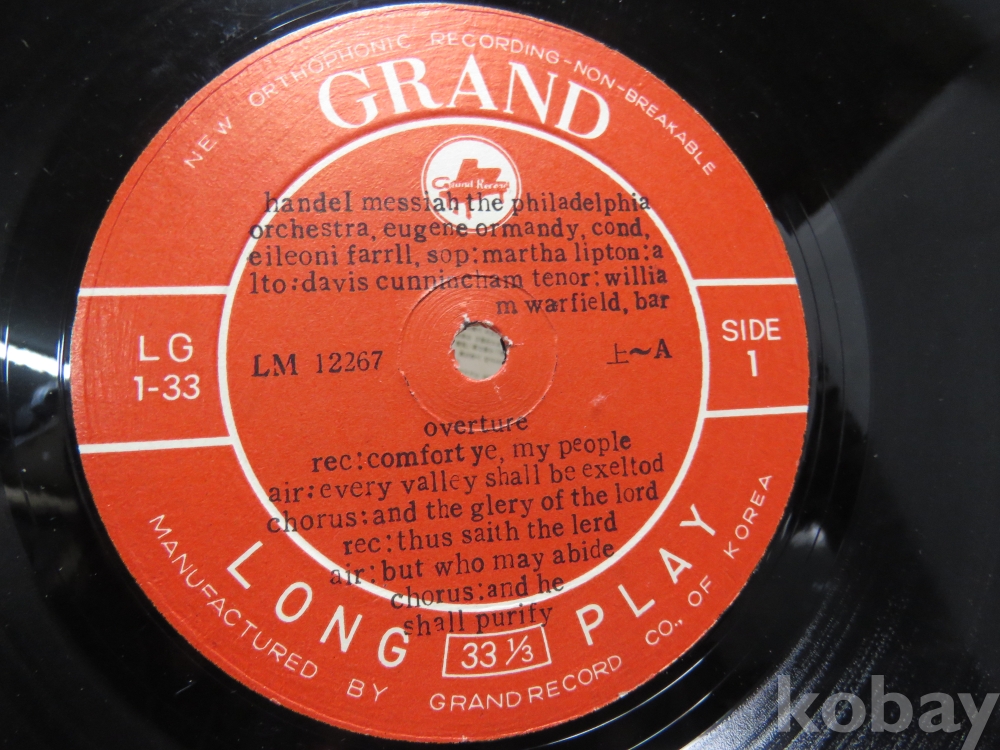 NEW ORTHOPHONIC RECORDING-NON-BREAKABLE
GRAND
Grand Record
handel messiah the philadelphia
orchestra, eugene ormandy, cond,
eileoni farrll, sop:martha lipton:a
lto:davis cunnincham tenor:willia
m warfield, bar
LG
1-33
LM 12267
上~A
SIDE
1
overture
rec:comfort ye, my people
air:every valley shall be exeltod
chorus:and the glery of the lord
rec:thus saith the lerd
air:but who may abide
chorus:and he
shall purify
LONG PLAY
33 1/3
MANUFACTURED BY GRAND RECORD CO., OF KOREA
kobay